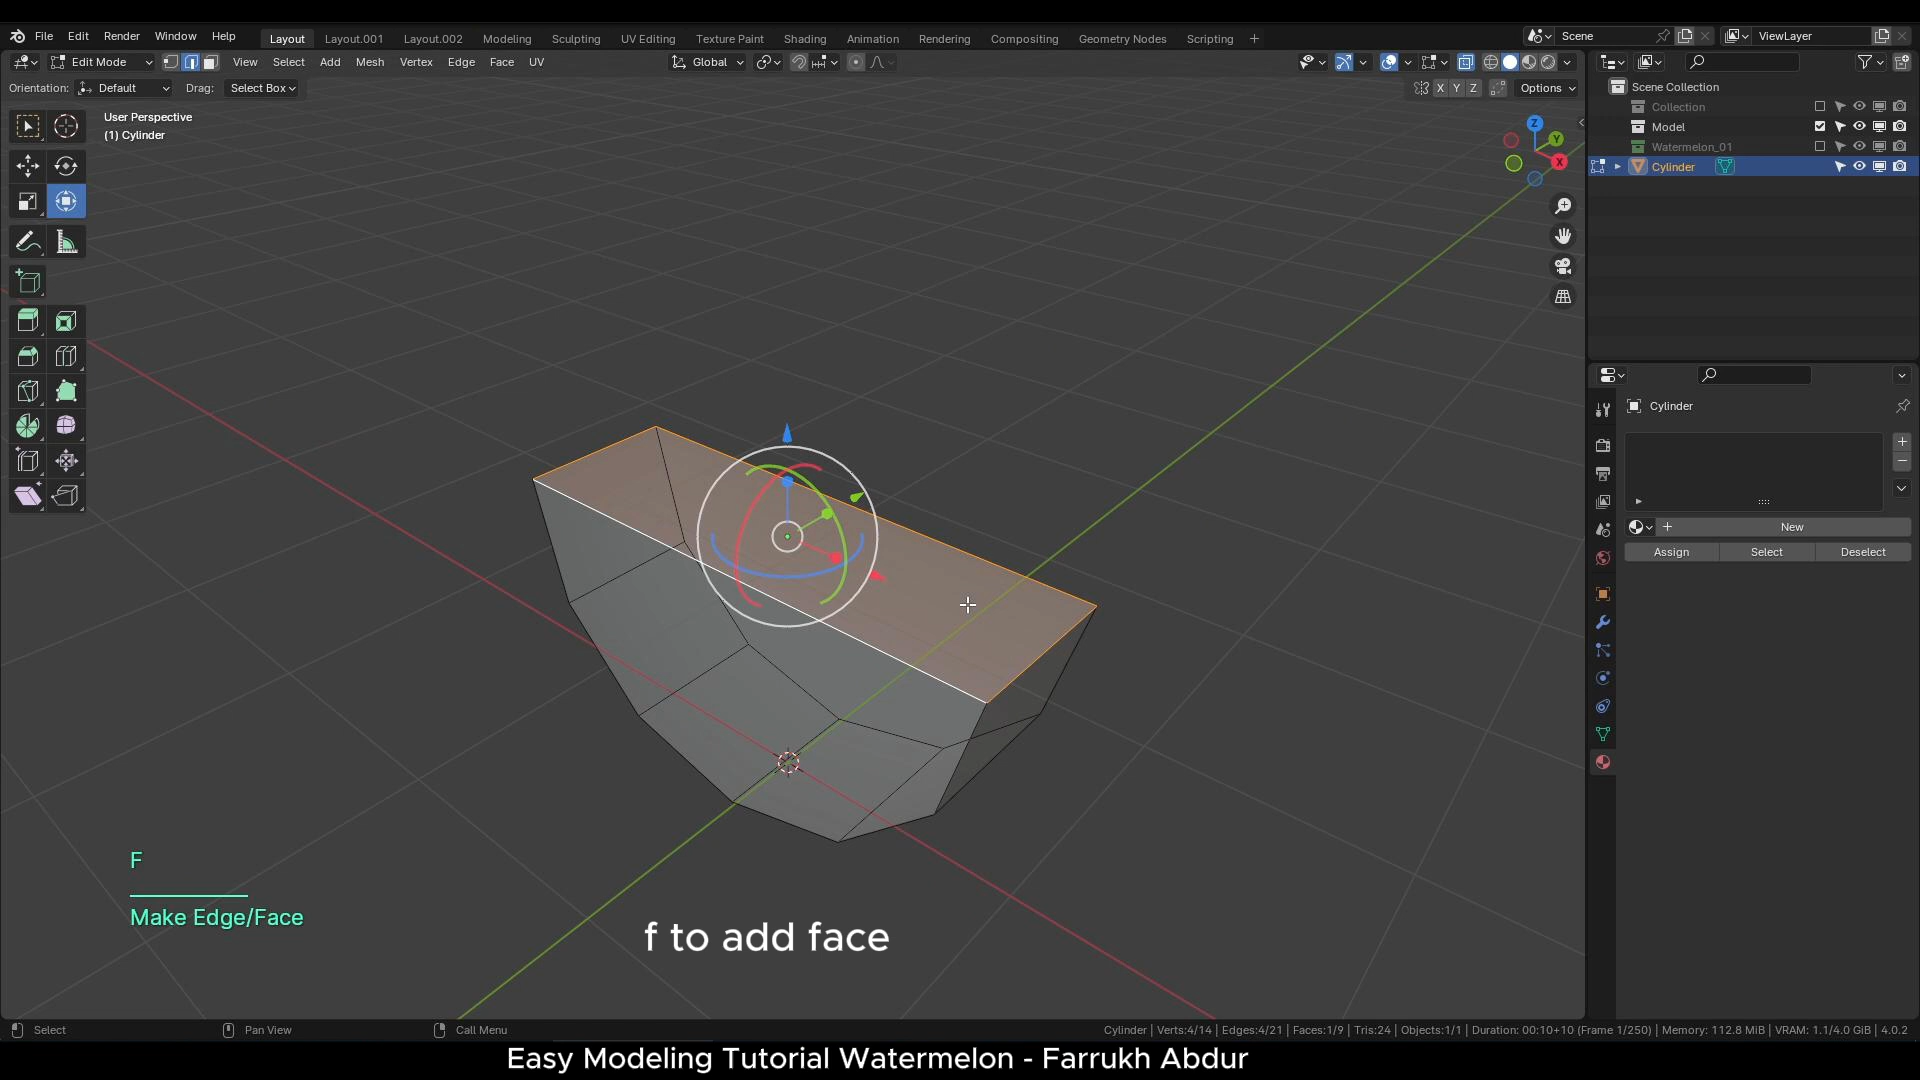 File Edit Render Window Help Layout Layout.001 Layout.002 Modeling Sculpting UV Editing Texture Paint Shading Animation Rendering Compositing Geometry Nodes Scripting + Scene ViewLayer
Edit Mode View Select Add Mesh Vertex Edge Face UV Global
Orientation: Default Drag: Select Box X Y Z Options
Scene Collection
Collection
Model
Watermelon_01
Cylinder
User Perspective
(1) Cylinder
Z
Y
X
Cylinder
New
Assign Select Deselect
F
Make Edge/Face
f to add face
Select Pan View Call Menu Cylinder | Verts:4/14 | Edges:4/21 | Faces:1/9 | Tris:24 | Objects:1/1 | Duration: 00:10+10 (Frame 1/250) | Memory: 112.8 MiB | VRAM: 1.1/4.0 GiB | 4.0.2
Easy Modeling Tutorial Watermelon - Farrukh Abdur